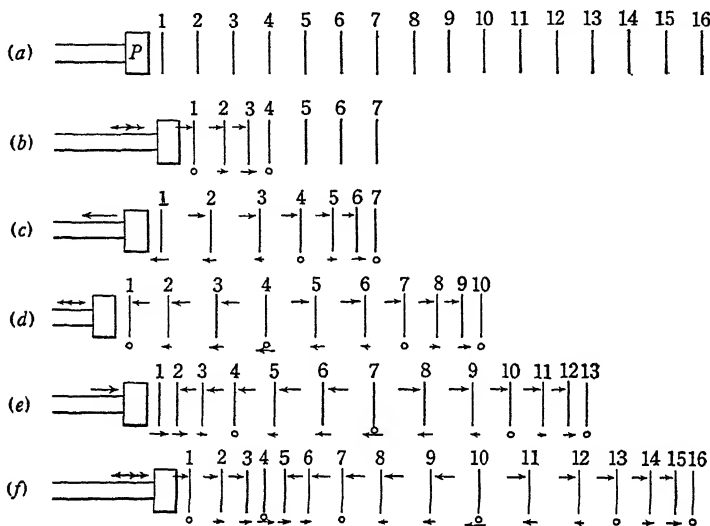 1 2 3 4 5 6 7 8 9 10 11 12 13 14 15 16
(a) P
1 2 3 4 5 6 7
(b)
1 2 3 4 5 6 7
(c)
1 2 3 4 5 6 7 8 9 10
(d)
1 2 3 4 5 6 7 8 9 10 11 12 13
(e)
1 2 3 4 5 6 7 8 9 10 11 12 13 14 15 16
(f)